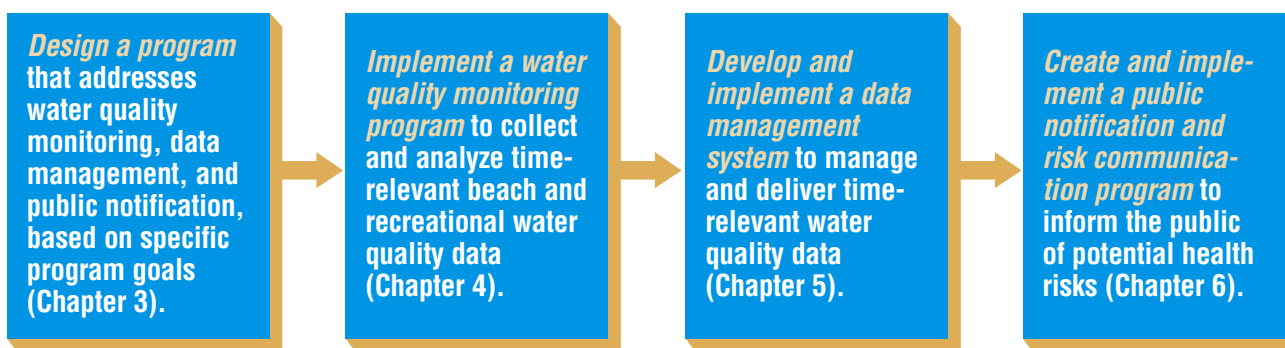 Design a program
that addresses
water quality
monitoring, data
management, and
public notification,
based on specific
program goals
(Chapter 3).
Implement a water
quality monitoring
program to collect
and analyze time-
relevant beach and
recreational water
quality data
(Chapter 4).
Develop and
implement a data
management
system to manage
and deliver time-
relevant water
quality data
(Chapter 5).
Create and imple-
ment a public
notification and
risk communica-
tion program to
inform the public
of potential health
risks (Chapter 6).